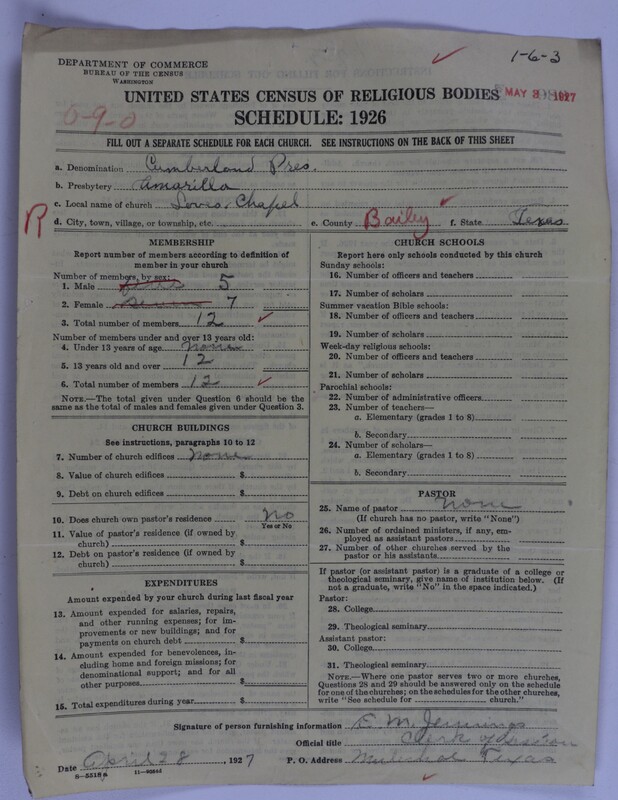 1-6-3
DEPARTMENT OF COMMERCE
BUREAU OF THE CENSUS
WASHINGTON
UNITED STATES CENSUS OF RELIGIOUS BODIES
MAY 3 1927
0-9-0
SCHEDULE: 1926
FILL OUT A SEPARATE SCHEDULE FOR EACH CHURCH. SEE INSTRUCTIONS ON THE BACK OF THIS SHEET
a. Denomination Cumberland Pres.
b. Presbytery Amarilla
c. Local name of church Loves Chapel
R d. City, town, village, or township, etc. e. County Bailey f. State Texas
MEMBERSHIP
Report number of members according to definition of
member in your church
Number of members, by sex:
1. Male five 5
2. Female seven 7
3. Total number of members 12
Number of members under and over 13 years old:
4. Under 13 years of age none
5. 13 years old and over 12
6. Total number of members 12
NOTE.—The total given under Question 6 should be
same as the total of males and females given under Question 3.
CHURCH BUILDINGS
See instructions, paragraphs 10 to 12
7. Number of church edifices none
8. Value of church edifices $
9. Debt on church edifices $
10. Does church own pastor's residence No
Yes or No
11. Value of pastor's residence (if owned by
church) $
12. Debt on pastor's residence (if owned by
church) $
EXPENDITURES
Amount expended by your church during last fiscal year
13. Amount expended for salaries, repairs,
and other running expenses; for im-
provements or new buildings; and for
payments on church debt $
14. Amount expended for benevolences, in-
cluding home and foreign missions; for
denominational support; and for all
other purposes $
15. Total expenditures during year $
CHURCH SCHOOLS
Report here only schools conducted by this church
Sunday schools:
16. Number of officers and teachers
17. Number of scholars
Summer vacation Bible schools:
18. Number of officers and teachers
19. Number of scholars
Week-day religious schools:
20. Number of officers and teachers
21. Number of scholars
Parochial schools:
22. Number of administrative officers
23. Number of teachers—
a. Elementary (grades 1 to 8)
b. Secondary
24. Number of scholars—
a. Elementary (grades 1 to 8)
b. Secondary
PASTOR
25. Name of pastor none
(If church has no pastor, write "None")
26. Number of ordained ministers, if any, em-
ployed as assistant pastors
27. Number of other churches served by the
pastor or his assistants
If pastor (or assistant pastor) is a graduate of a college or
theological seminary, give name of institution below. (If
not a graduate, write "No" in the space indicated.)
Pastor:
28. College
29. Theological seminary
Assistant pastor:
30. College
31. Theological seminary
NOTE.—Where one pastor serves two or more churches,
Questions 28 and 29 should be answered only on the schedule
for one of the churches; on the schedules for the other churches,
write "See schedule for church."
Signature of person furnishing information E. M. Jennings
Official title Clerk of session
Date April 28, 1927 P. O. Address Muleshoe Texas
8-5518a